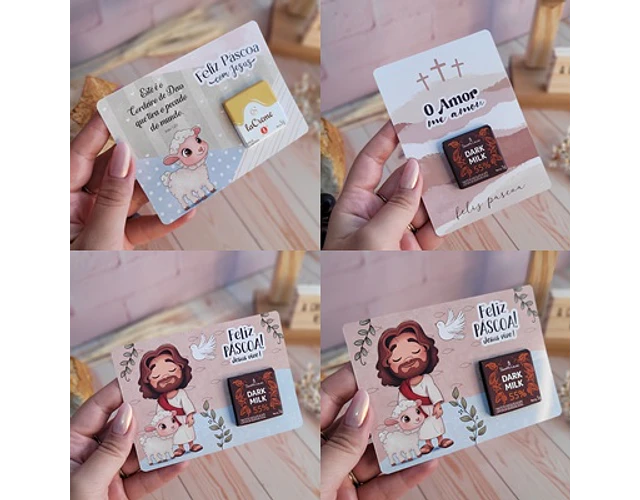 Este é o
Cordeiro de Deus
que tira o pecado
do mundo.
Feliz Páscoa
com Jesus
laCreme
O Amor
me amou
DARK
MILK
55%
feliz páscoa
Feliz
PÁSCOA!
Jesus vive!
DARK
MILK
55%
Feliz
PÁSCOA!
Jesus vive!
DARK
MILK
55%